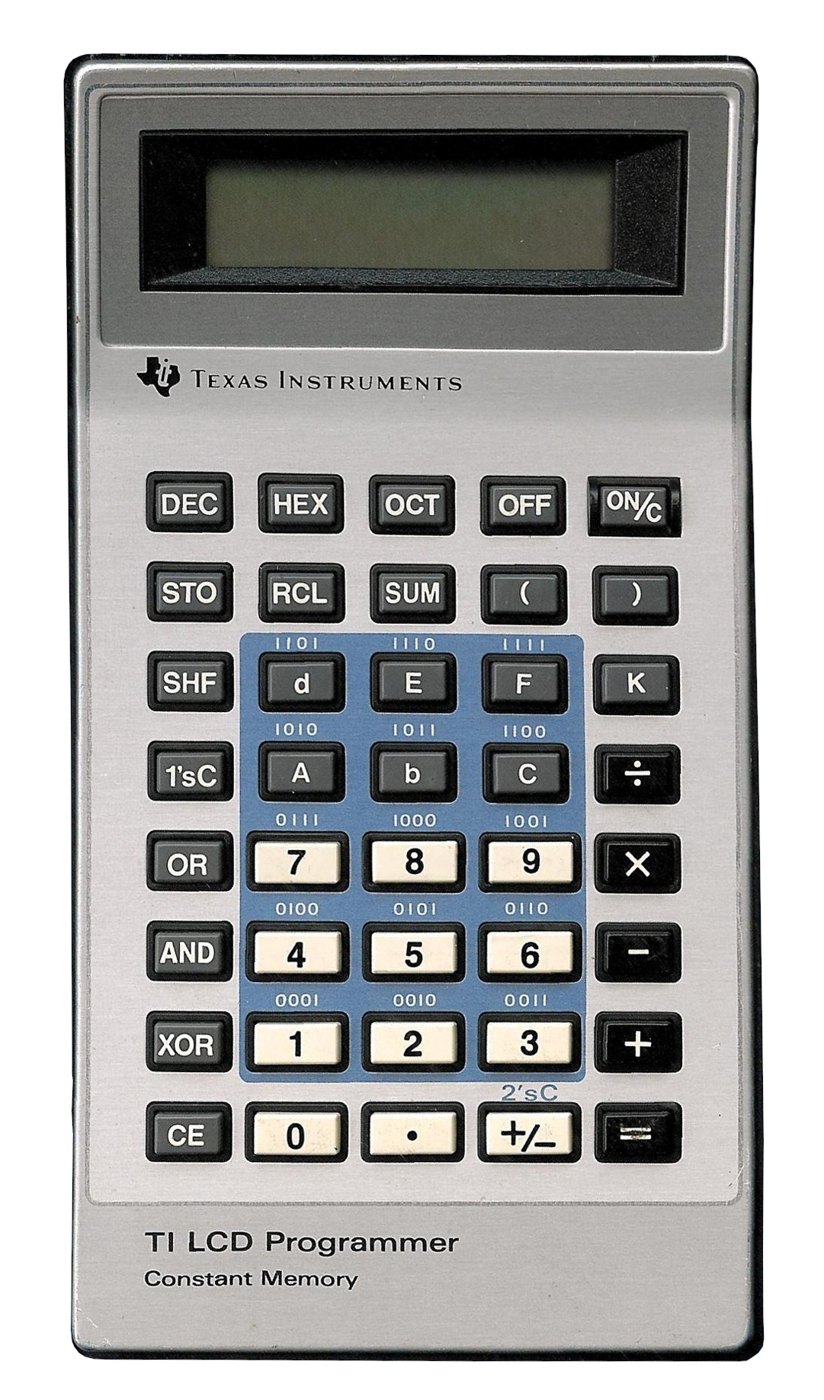 TEXAS INSTRUMENTS
DEC HEX OCT OFF ON/C
STO RCL SUM ( )
1101 1110 1111
SHF d E F K
1010 1011 1100
1'sC A b C ÷
0111 1000 1001
OR 7 8 9 ×
0100 0101 0110
AND 4 5 6 −
0001 0010 0011
XOR 1 2 3 +
2'sC
CE 0 . +/− =
TI LCD Programmer
Constant Memory